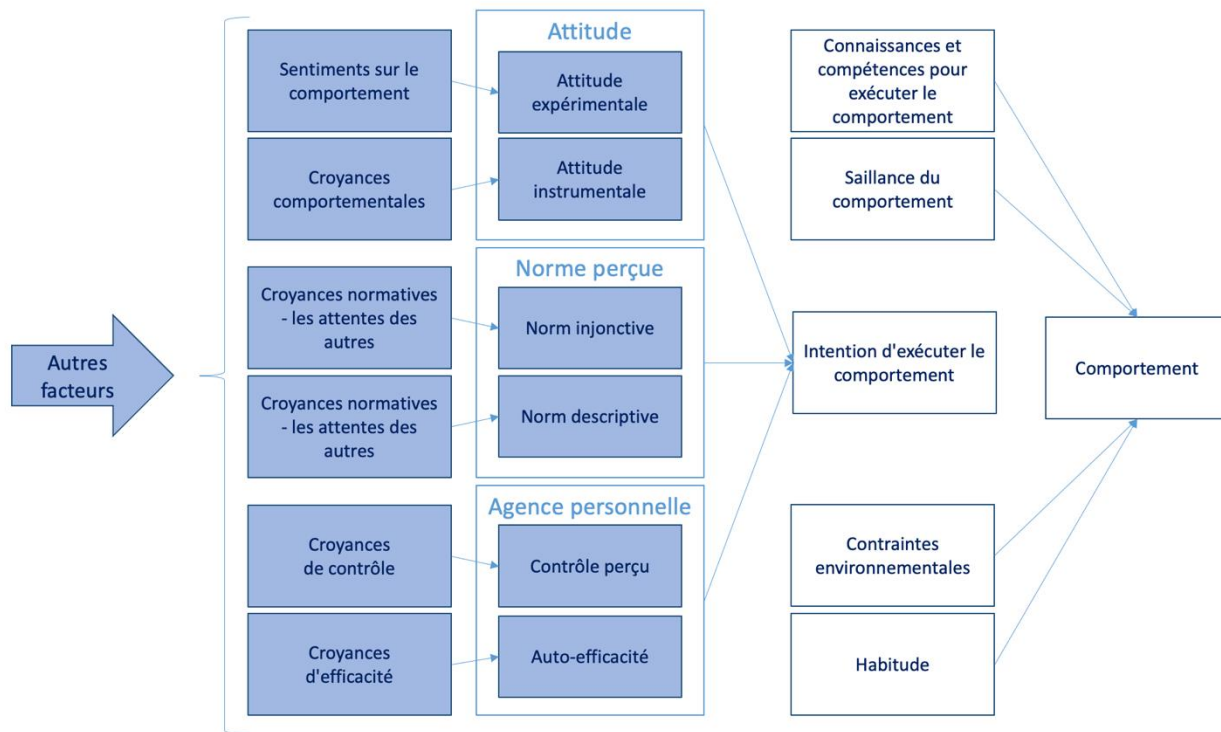 Autres
facteurs
Sentiments sur le
comportement
Croyances
comportementales
Croyances normatives
- les attentes des
autres
Croyances normatives
- les attentes des
autres
Croyances
de contrôle
Croyances
d'efficacité
Attitude
Attitude
expérimentale
Attitude
instrumentale
Norme perçue
Norm injonctive
Norm descriptive
Agence personnelle
Contrôle perçu
Auto-efficacité
Connaissances et
compétences pour
exécuter le
comportement
Saillance du
comportement
Intention d'exécuter le
comportement
Contraintes
environnementales
Habitude
Comportement